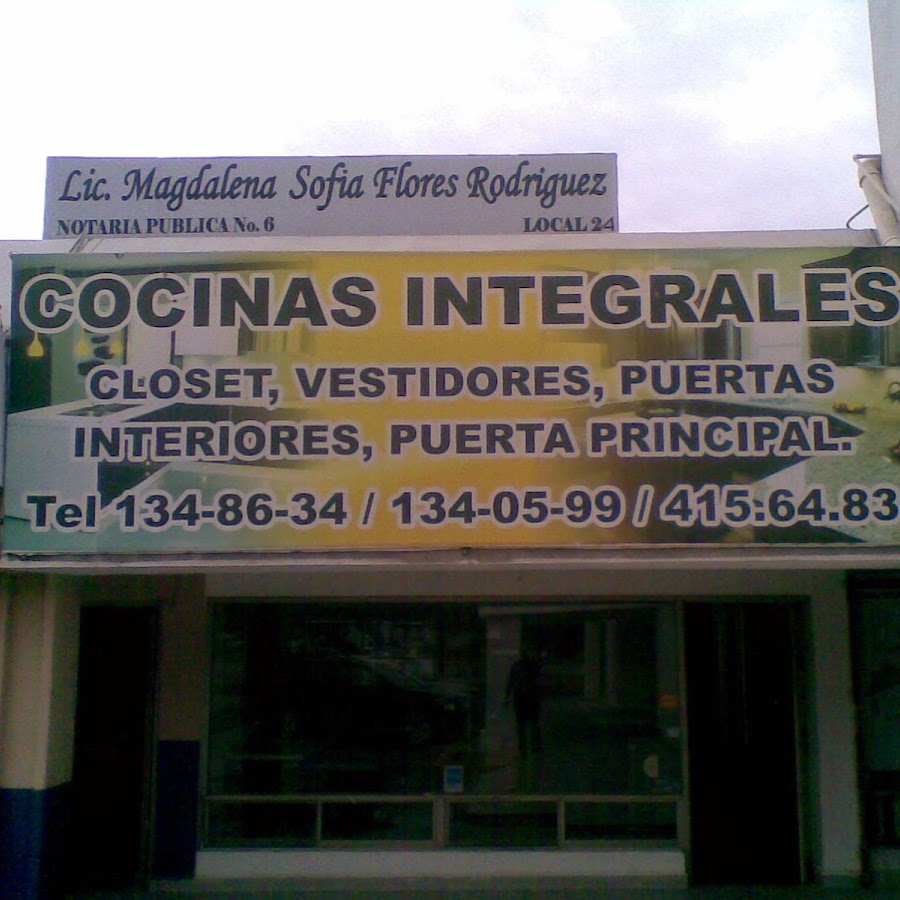 Lic. Magdalena Sofia Flores Rodriguez
NOTARIA PUBLICA No. 6 LOCAL 24
COCINAS INTEGRALES
CLOSET, VESTIDORES, PUERTAS
INTERIORES, PUERTA PRINCIPAL.
Tel 134-86-34 / 134-05-99 / 415.64.83